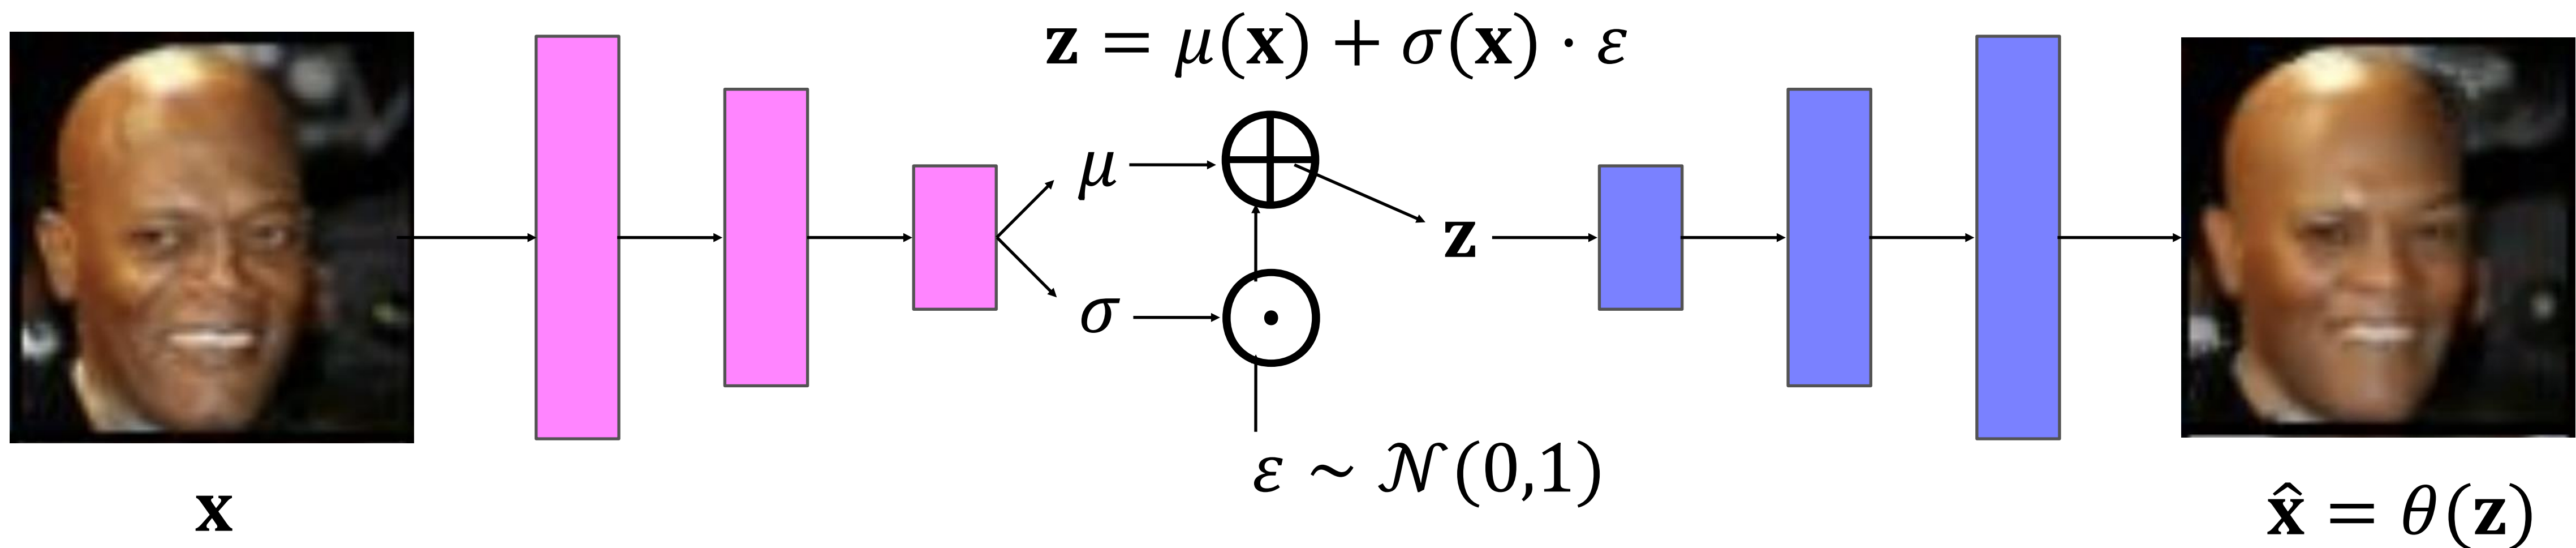 𝐳 = 𝜇(𝐱) + 𝜎(𝐱) · 𝜀
𝜇
𝜎
𝐳
𝜀 ~ 𝒩(0,1)
𝐱
𝐱̂ = 𝜃(𝐳)